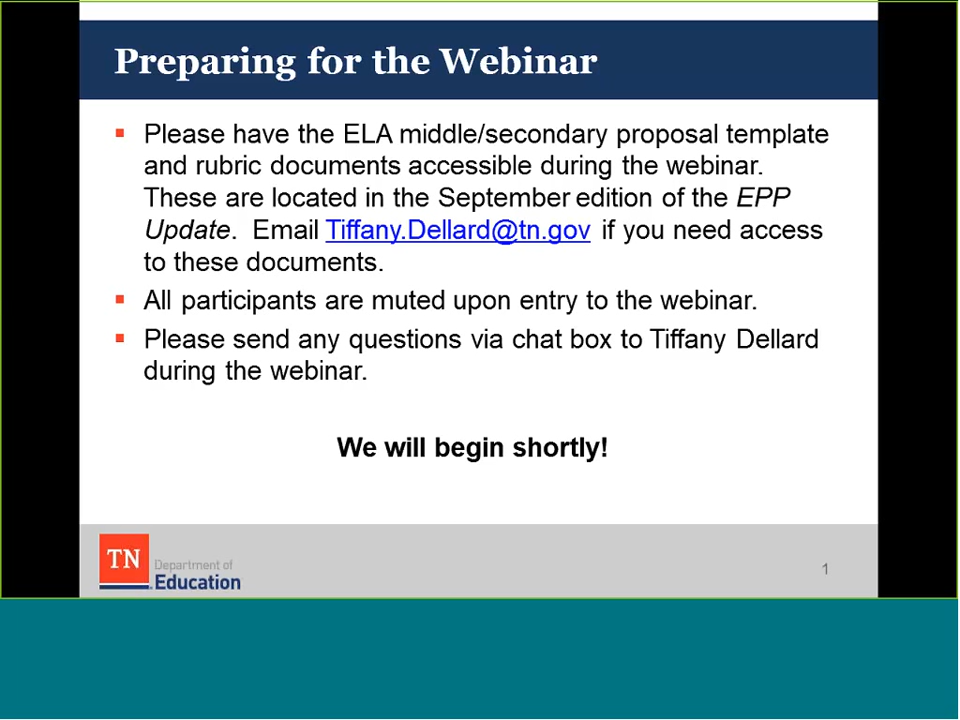 Preparing for the Webinar
▪ Please have the ELA middle/secondary proposal template
and rubric documents accessible during the webinar.
These are located in the September edition of the EPP
Update.  Email Tiffany.Dellard@tn.gov if you need access
to these documents.
▪ All participants are muted upon entry to the webinar.
▪ Please send any questions via chat box to Tiffany Dellard
during the webinar.
We will begin shortly!
TN
Department of
Education
1